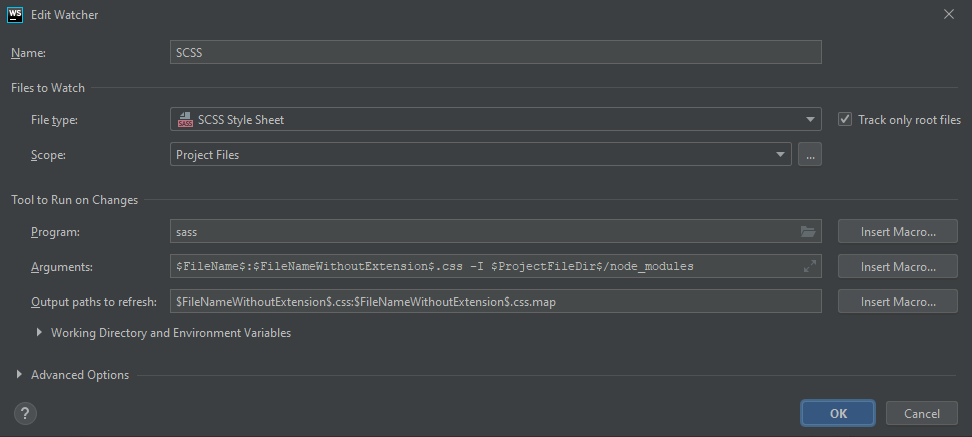 WS Edit Watcher
Name: SCSS
Files to Watch
File type: SASS SCSS Style Sheet Track only root files
Scope: Project Files ...
Tool to Run on Changes
Program: sass Insert Macro...
Arguments: $FileName$:$FileNameWithoutExtension$.css -I $ProjectFileDir$/node_modules Insert Macro...
Output paths to refresh: $FileNameWithoutExtension$.css:$FileNameWithoutExtension$.css.map Insert Macro...
Working Directory and Environment Variables
Advanced Options
? OK Cancel